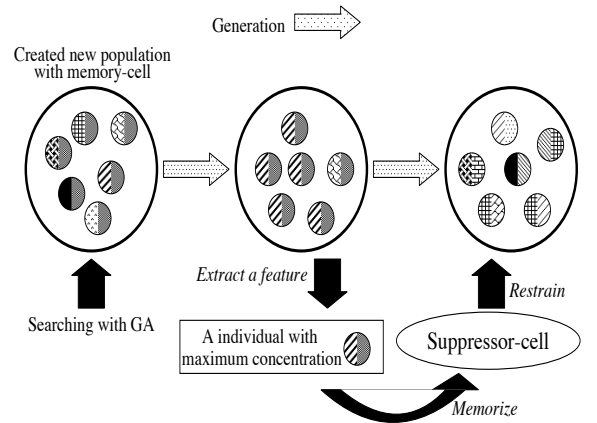 Generation
Created new population
with memory-cell
Extract a feature
Restrain
Searching with GA
A individual with
maximum concentration
Suppressor-cell
Memorize